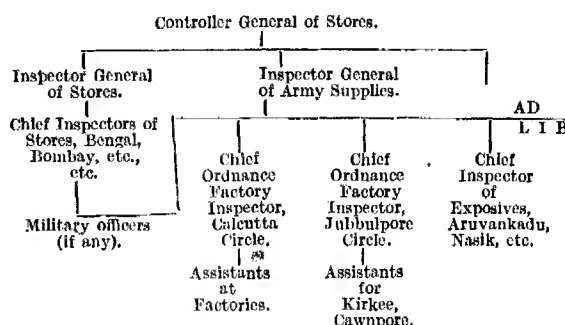 Controller General of Stores.
Inspector General
of Stores.
Inspector General
of Army Supplies.
AD
L I B
Chief Inspectors of
Stores, Bengal,
Bombay, etc.,
etc.
Military officers
(if any).
Chief
Ordnance
Factory
Inspector,
Calcutta
Circle.
Assistants
at
Factories.
Chief
Ordnance
Factory
Inspector,
Jubbulpore
Circle.
Assistants
for
Kirkee,
Cawnpore.
Chief
Inspector
of
Exposives,
Aruvankadu,
Nasik, etc.